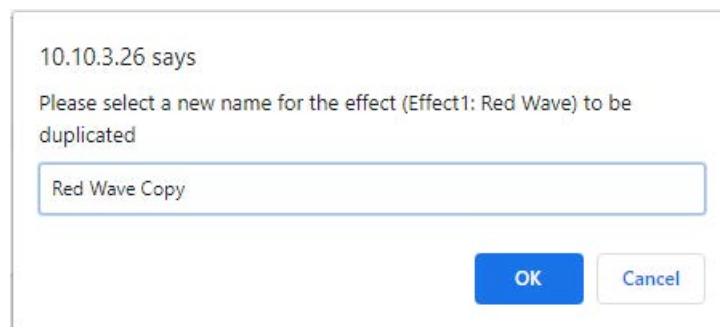 10.10.3.26 says
Please select a new name for the effect (Effect1: Red Wave) to be
duplicated
Red Wave Copy
OK Cancel